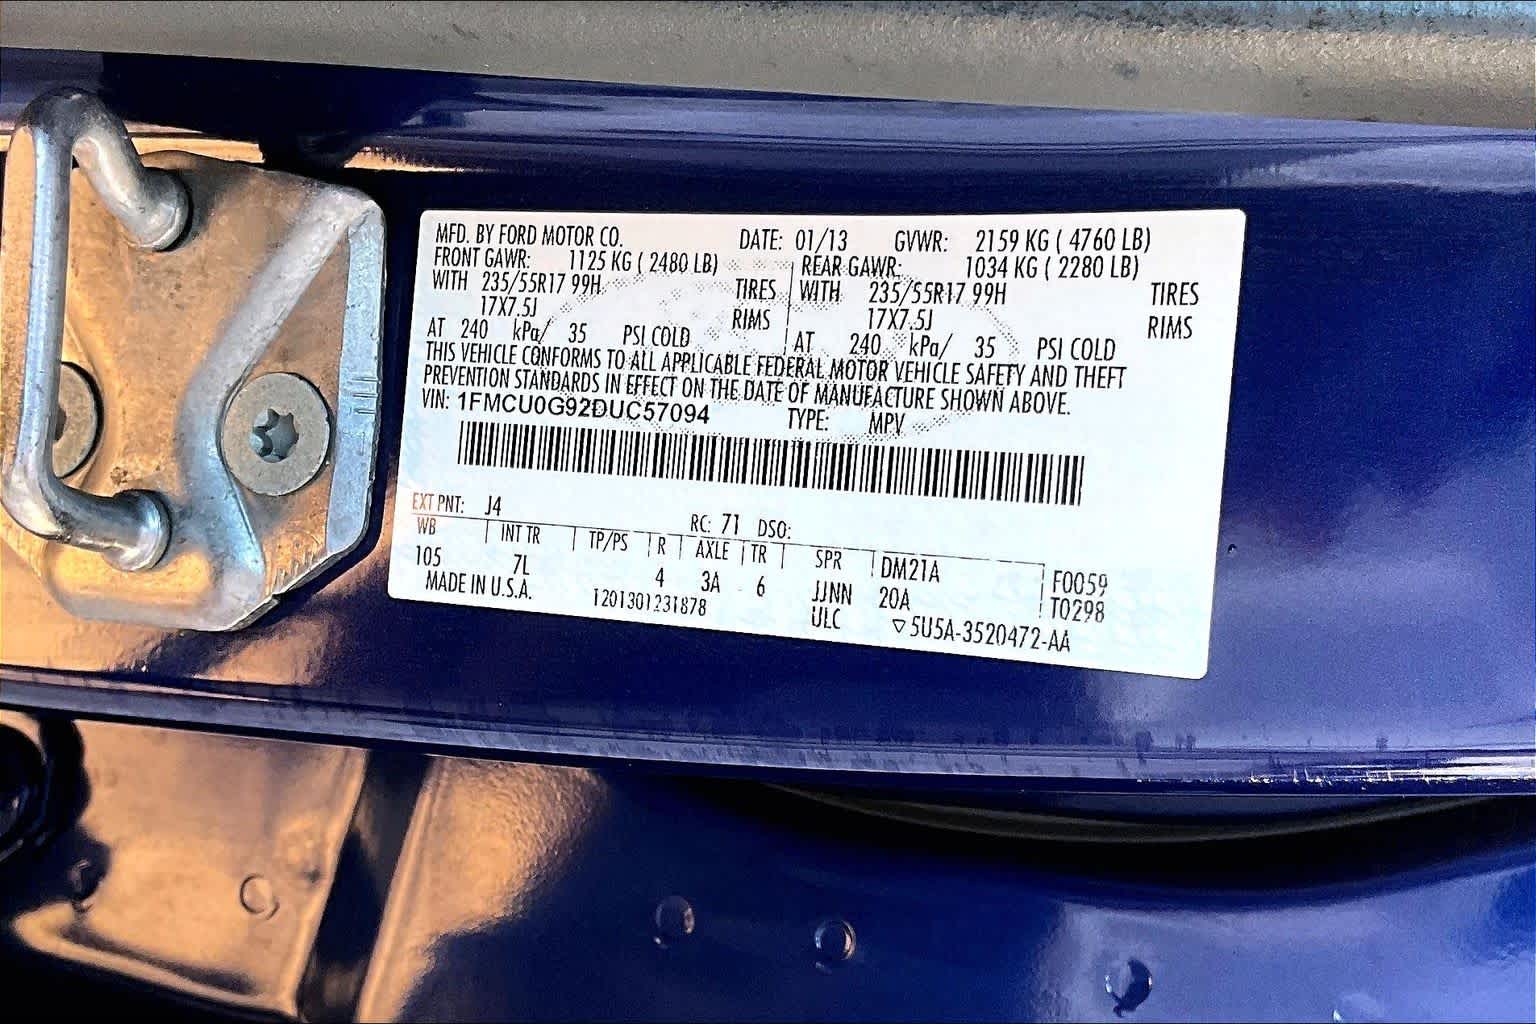 MFD. BY FORD MOTOR CO. DATE: 01/13 GVWR: 2159 KG ( 4760 LB)
FRONT GAWR: 1125 KG ( 2480 LB) REAR GAWR: 1034 KG ( 2280 LB)
WITH 235/55R17 99H TIRES WITH 235/55R17 99H TIRES
17X7.5J RIMS 17X7.5J RIMS
AT 240 kPa/ 35 PSI COLD AT 240 kPa/ 35 PSI COLD
THIS VEHICLE CONFORMS TO ALL APPLICABLE FEDERAL MOTOR VEHICLE SAFETY AND THEFT
PREVENTION STANDARDS IN EFFECT ON THE DATE OF MANUFACTURE SHOWN ABOVE.
VIN: 1FMCU0G92DUC57094 TYPE: MPV
EXT PNT: J4 RC: 71 DSO:
WB INT TR TP/PS R AXLE TR SPR DM21A F0059
105 7L 4 3A 6 JJNN 20A T0298
MADE IN U.S.A. 1201301231878 ULC ▽5U5A-3520472-AA